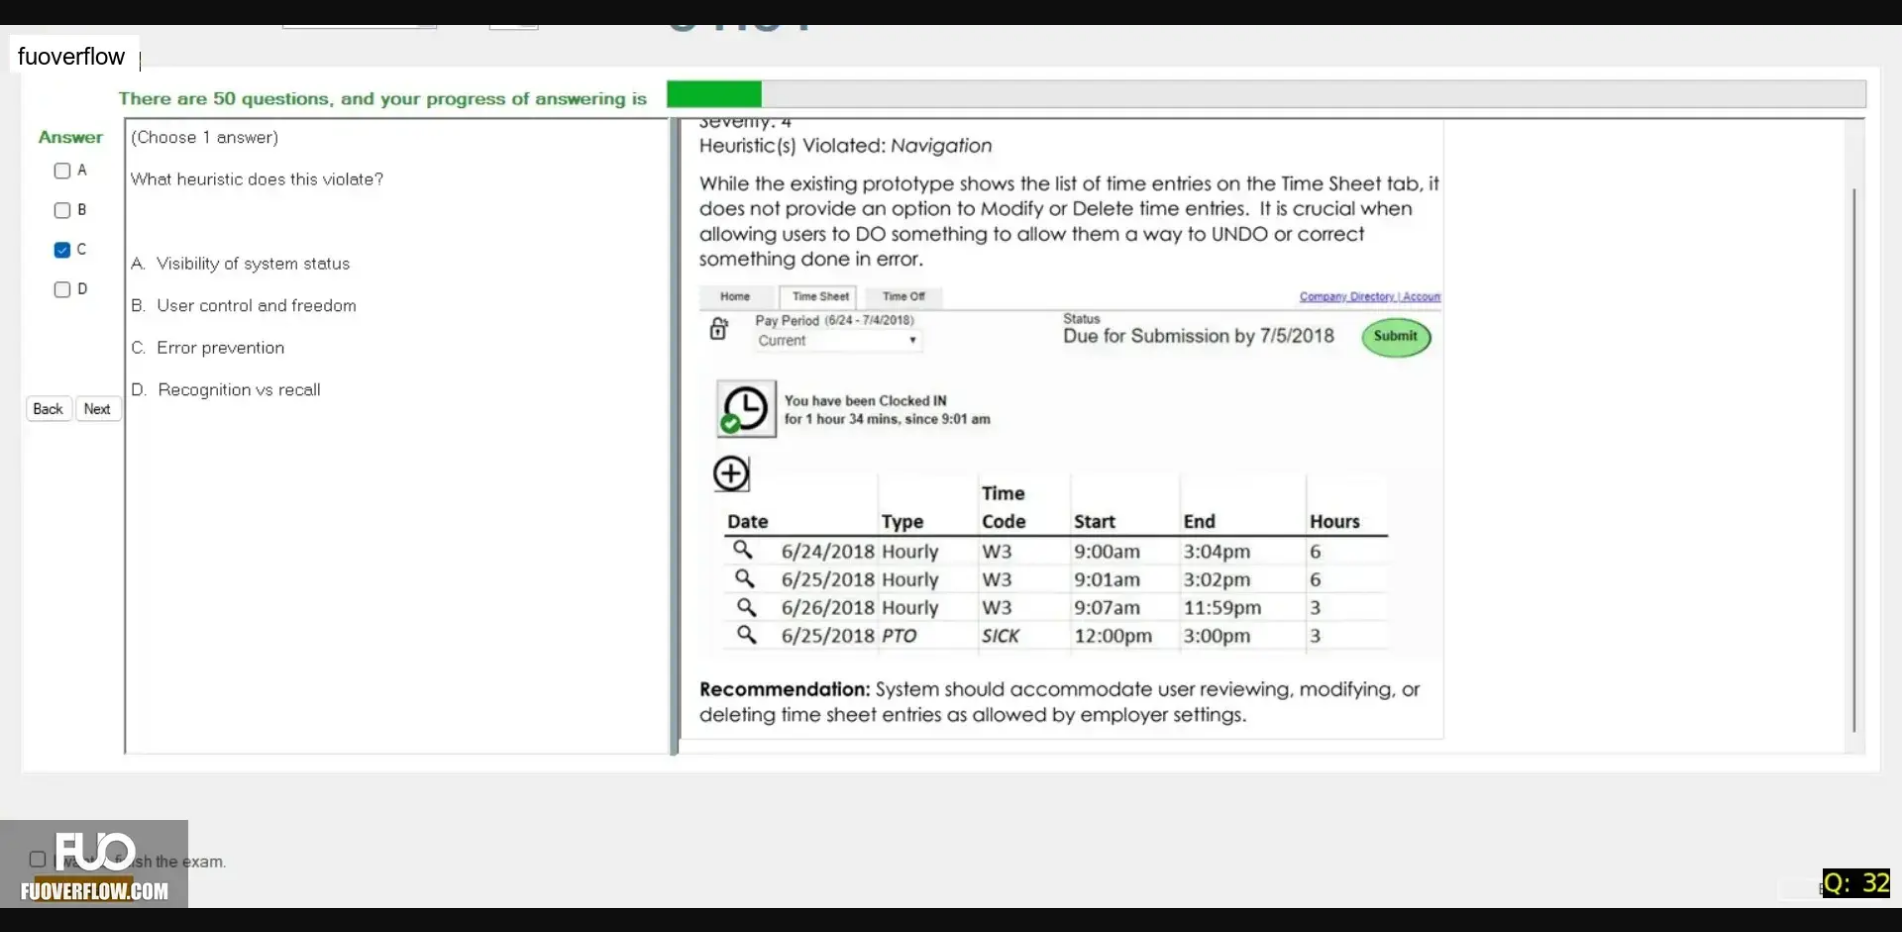 fuoverflow
There are 50 questions, and your progress of answering is
Answer
A
B
C
D
Back Next
(Choose 1 answer)
What heuristic does this violate?
A. Visibility of system status
B. User control and freedom
C. Error prevention
D. Recognition vs recall
Severity: 4
Heuristic(s) Violated: Navigation
While the existing prototype shows the list of time entries on the Time Sheet tab, it
does not provide an option to Modify or Delete time entries. It is crucial when
allowing users to DO something to allow them a way to UNDO or correct
something done in error.
Home Time Sheet Time Off Company Directory | Accoun
Pay Period (6/24 - 7/4/2018)
Current
Status
Due for Submission by 7/5/2018
Submit
You have been Clocked IN
for 1 hour 34 mins, since 9:01 am
Time
Date Type Code Start End Hours
6/24/2018 Hourly W3 9:00am 3:04pm 6
6/25/2018 Hourly W3 9:01am 3:02pm 6
6/26/2018 Hourly W3 9:07am 11:59pm 3
6/25/2018 PTO SICK 12:00pm 3:00pm 3
Recommendation: System should accommodate user reviewing, modifying, or
deleting time sheet entries as allowed by employer settings.
FUO
the exam.
FUOVERFLOW.COM
Q: 32